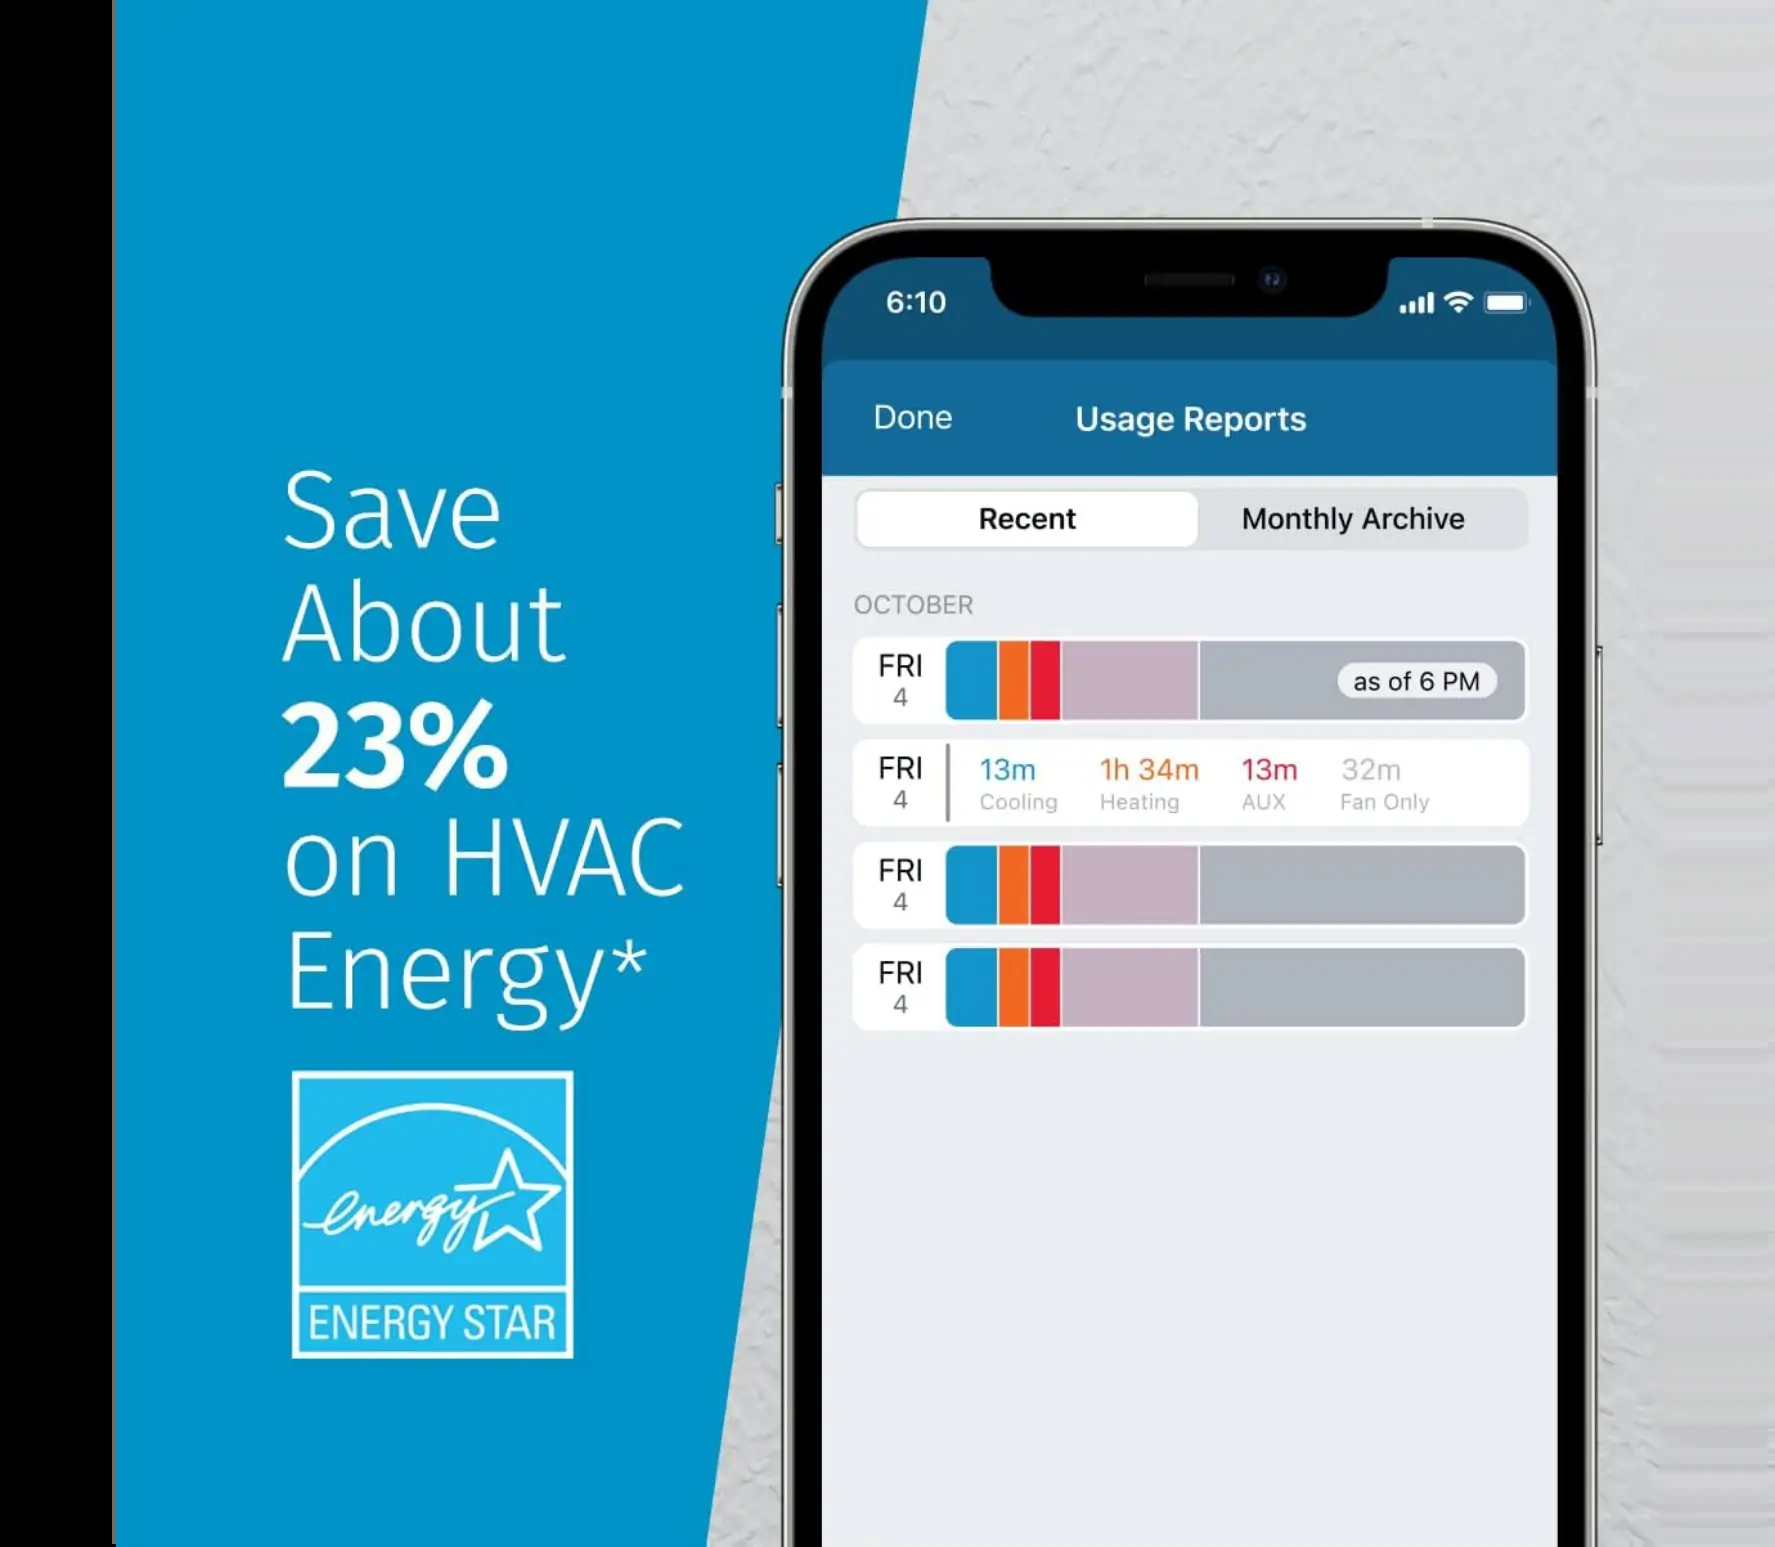 Save
About
23%
on HVAC
Energy*
energy
ENERGY STAR
6:10
Done
Usage Reports
Recent
Monthly Archive
OCTOBER
FRI
4
as of 6 PM
FRI
4
13m
Cooling
1h 34m
Heating
13m
AUX
32m
Fan Only
FRI
4
FRI
4